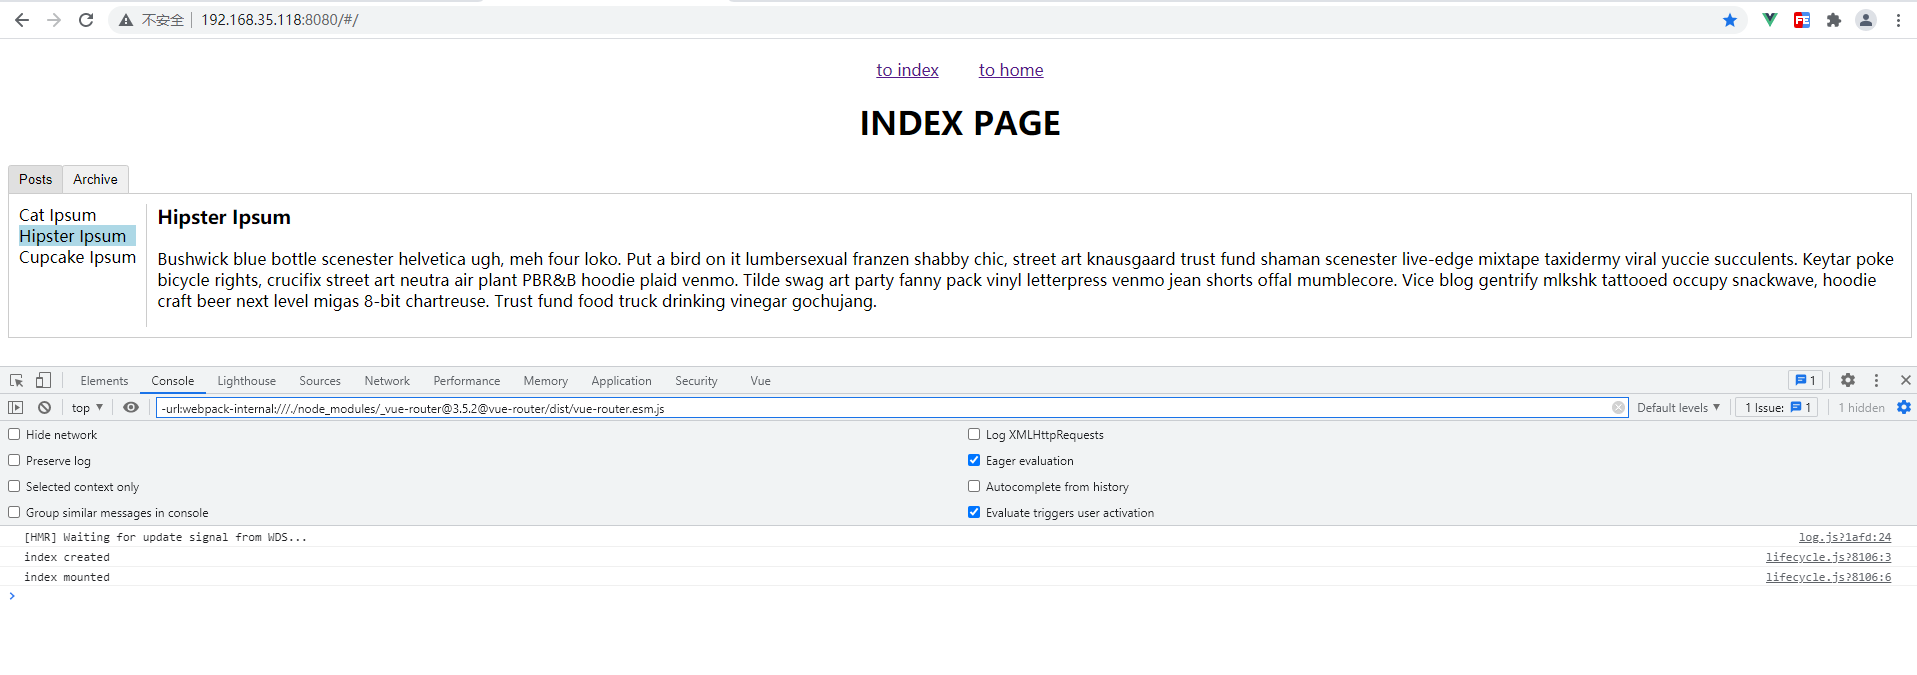 不安全 192.168.35.118:8080/#/
to index to home
INDEX PAGE
Posts Archive
Cat Ipsum
Hipster Ipsum
Cupcake Ipsum
Hipster Ipsum
Bushwick blue bottle scenester helvetica ugh, meh four loko. Put a bird on it lumbersexual franzen shabby chic, street art knausgaard trust fund shaman scenester live-edge mixtape taxidermy viral yuccie succulents. Keytar poke
bicycle rights, crucifix street art neutra air plant PBR&B hoodie plaid venmo. Tilde swag art party fanny pack vinyl letterpress venmo jean shorts offal mumblecore. Vice blog gentrify mlkshk tattooed occupy snackwave, hoodie
craft beer next level migas 8-bit chartreuse. Trust fund food truck drinking vinegar gochujang.
Elements Console Lighthouse Sources Network Performance Memory Application Security Vue 1
top -url:webpack-internal:///./node_modules/_vue-router@3.5.2@vue-router/dist/vue-router.esm.js Default levels 1 Issue: 1 1 hidden
Hide network Log XMLHttpRequests
Preserve log Eager evaluation
Selected context only Autocomplete from history
Group similar messages in console Evaluate triggers user activation
[HMR] Waiting for update signal from WDS... log.js?1afd:24
index created lifecycle.js?8106:3
index mounted lifecycle.js?8106:6